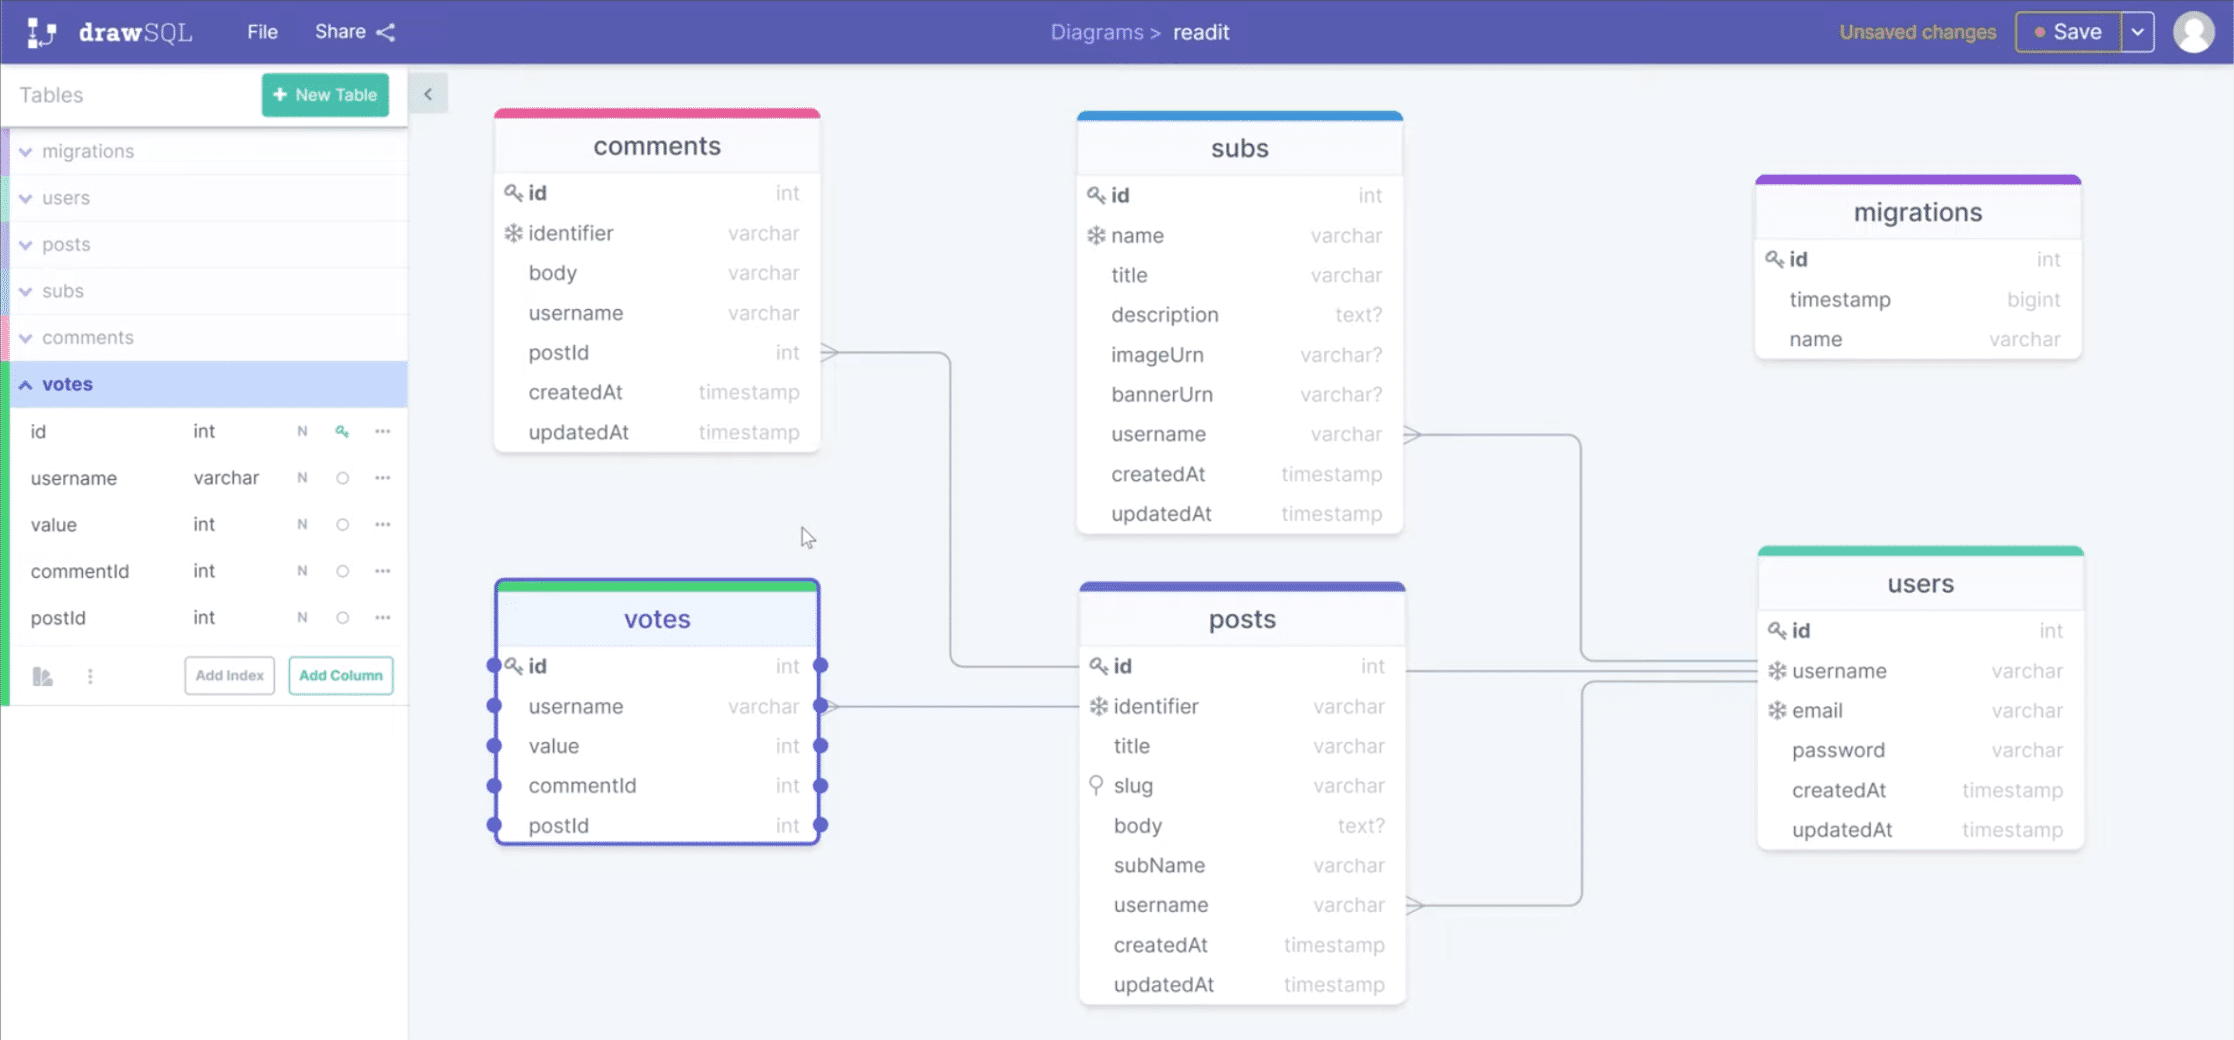 drawSQL File Share Diagrams > readit Unsaved changes Save
Tables + New Table
migrations
users
posts
subs
comments
votes
id int N
username varchar N
value int N
commentId int N
postId int N
Add Index Add Column
comments
id int
identifier varchar
body varchar
username varchar
postId int
createdAt timestamp
updatedAt timestamp
subs
id int
name varchar
title varchar
description text?
imageUrn varchar?
bannerUrn varchar?
username varchar
createdAt timestamp
updatedAt timestamp
migrations
id int
timestamp bigint
name varchar
votes
id int
username varchar
value int
commentId int
postId int
posts
id int
identifier varchar
title varchar
slug varchar
body text?
subName varchar
username varchar
createdAt timestamp
updatedAt timestamp
users
id int
username varchar
email varchar
password varchar
createdAt timestamp
updatedAt timestamp